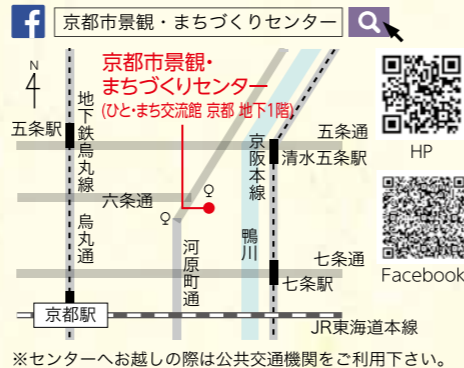 京都市景観・まちづくりセンター
京都市景観・
まちづくりセンター
(ひと・まち交流館 京都 地下1階)
N
地下鉄烏丸線
烏丸通
五条駅
五条通
京阪本線
清水五条駅
六条通
鴨川
河原町通
七条通
七条駅
京都駅
JR東海道本線
HP
Facebook
※センターへお越しの際は公共交通機関をご利用下さい。